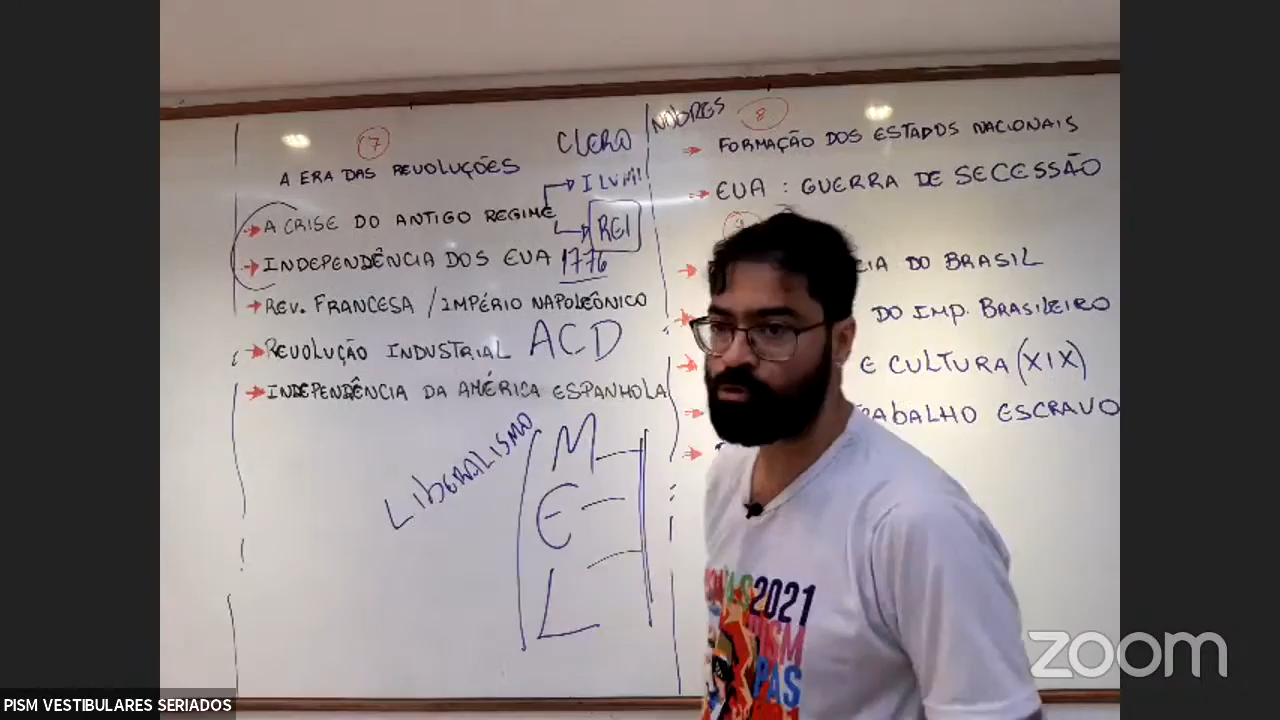 7
A ERA DAS REVOLUÇÕES
CLERO
NOBRES
ILUMI
A CRISE DO ANTIGO REGIME
REI
INDEPENDÊNCIA DOS EUA 1776
REV. FRANCESA / IMPÉRIO NAPOLEÔNICO
REVOLUÇÃO INDUSTRIAL ACD
INDEPENDÊNCIA DA AMÉRICA ESPANHOLA
LIBERALISMO
M
E
L
8
FORMAÇÃO DOS ESTADOS NACIONAIS
EUA : GUERRA DE SECESSÃO
9
CIA DO BRASIL
DO IMP. BRASILEIRO
E CULTURA (XIX)
TRABALHO ESCRAVO
2021
PISM
PAS
zoom
PISM VESTIBULARES SERIADOS